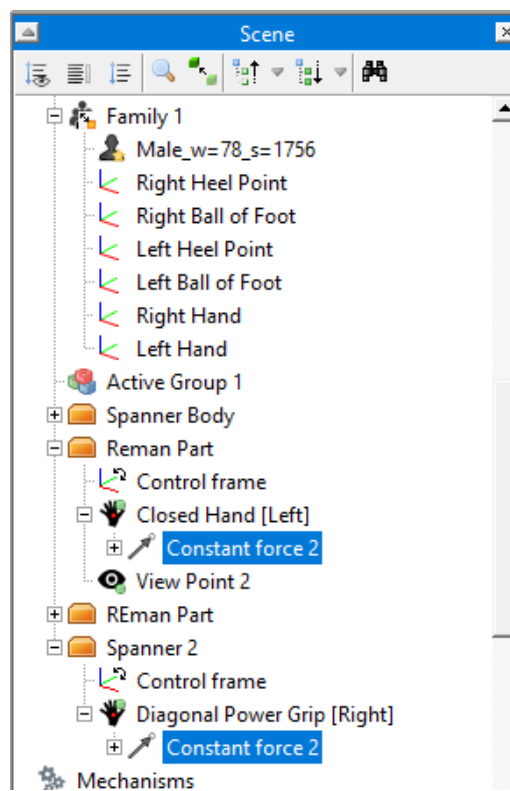 Scene
Family 1
Male_w=78_s=1756
Right Heel Point
Right Ball of Foot
Left Heel Point
Left Ball of Foot
Right Hand
Left Hand
Active Group 1
Spanner Body
Reman Part
Control frame
Closed Hand [Left]
Constant force 2
View Point 2
REman Part
Spanner 2
Control frame
Diagonal Power Grip [Right]
Constant force 2
Mechanisms